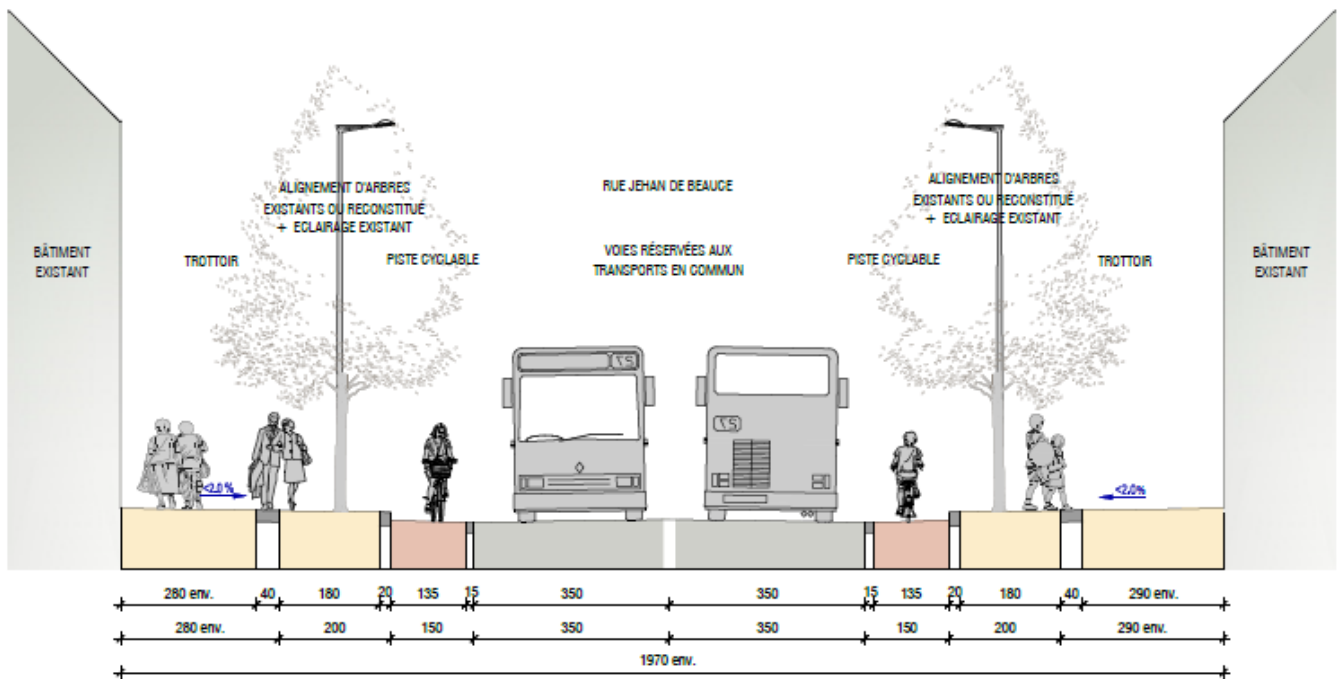 ALIGNEMENT D'ARBRES
EXISTANTS OU RECONSTITUÉ
+ ECLAIRAGE EXISTANT
RUE JEHAN DE BEAUCE
ALIGNEMENT D'ARBRES
EXISTANTS OU RECONSTITUÉ
+ ECLAIRAGE EXISTANT
BÂTIMENT
EXISTANT
TROTTOIR
PISTE CYCLABLE
VOIES RÉSERVÉES AUX
TRANSPORTS EN COMMUN
PISTE CYCLABLE
TROTTOIR
BÂTIMENT
EXISTANT
<2.0%
<2.0%
280 env. 40 180 20 135 15 350 350 15 135 20 180 40 290 env.
280 env. 200 150 350 350 150 200 290 env.
1970 env.